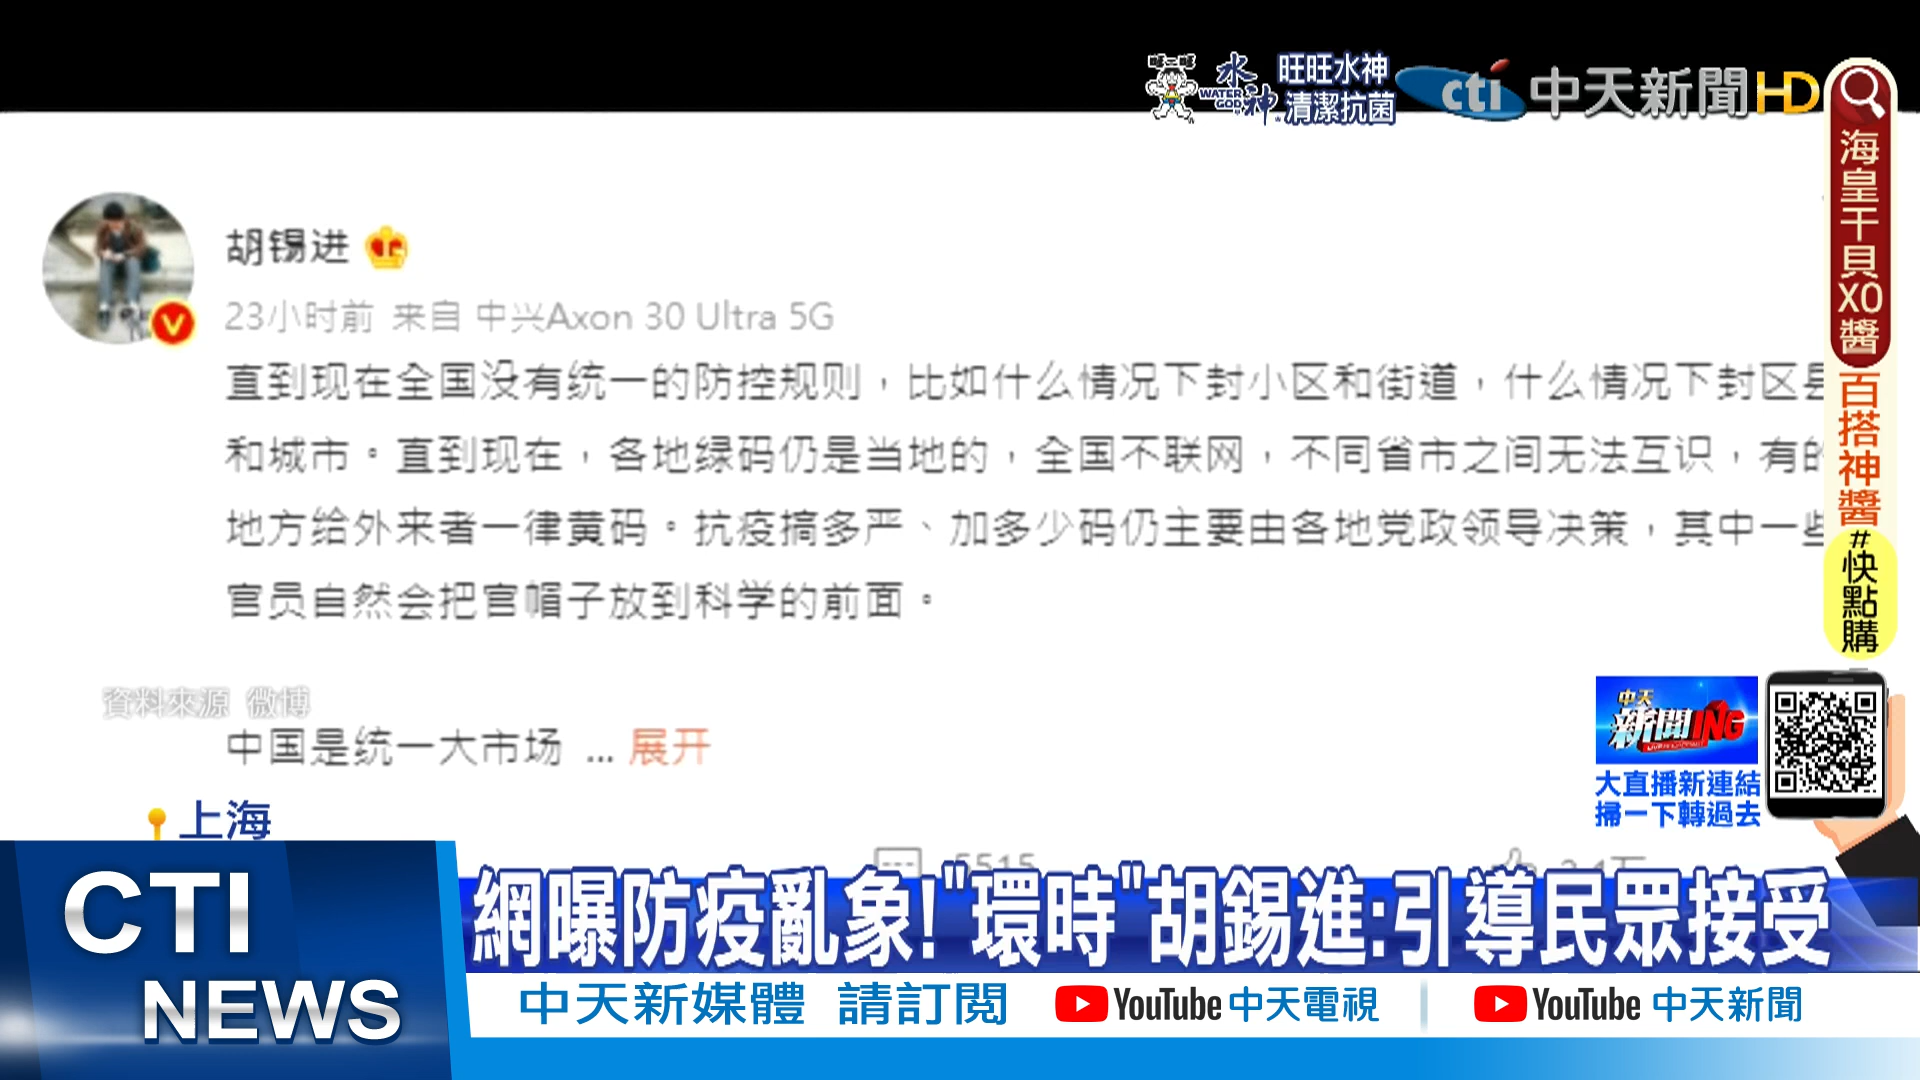 旺旺水神
清潔抗菌
水神
WATER GOD
cti 中天新聞HD
海皇干貝XO醬
百搭神醬
#快點購
胡锡进
23小时前 来自 中兴Axon 30 Ultra 5G
直到现在全国没有统一的防控规则，比如什么情况下封小区和街道，什么情况下封区县
和城市。直到现在，各地绿码仍是当地的，全国不联网，不同省市之间无法互识，有的
地方给外来者一律黄码。抗疫搞多严、加多少码仍主要由各地党政领导决策，其中一些
官员自然会把官帽子放到科学的前面。
資料來源 微博
中国是统一大市场 ... 展开
中天
新聞ING
大直播新連結
掃一下轉過去
上海
5515
CTI
NEWS
網曝防疫亂象!"環時"胡錫進:引導民眾接受
中天新媒體 請訂閱 YouTube 中天電視 | YouTube 中天新聞